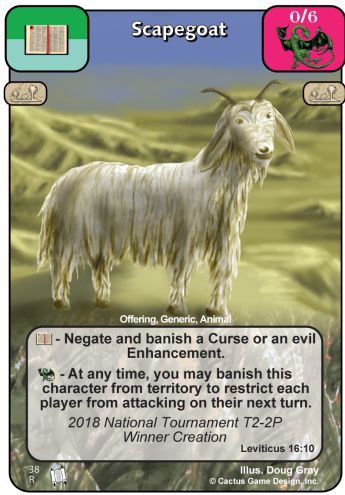 Scapegoat
0/6
Offering, Generic, Animal
- Negate and banish a Curse or an evil
Enhancement.
- At any time, you may banish this
character from territory to restrict each
player from attacking on their next turn.
2018 National Tournament T2-2P
Winner Creation
Leviticus 16:10
38
R
Illus. Doug Gray
© Cactus Game Design, Inc.